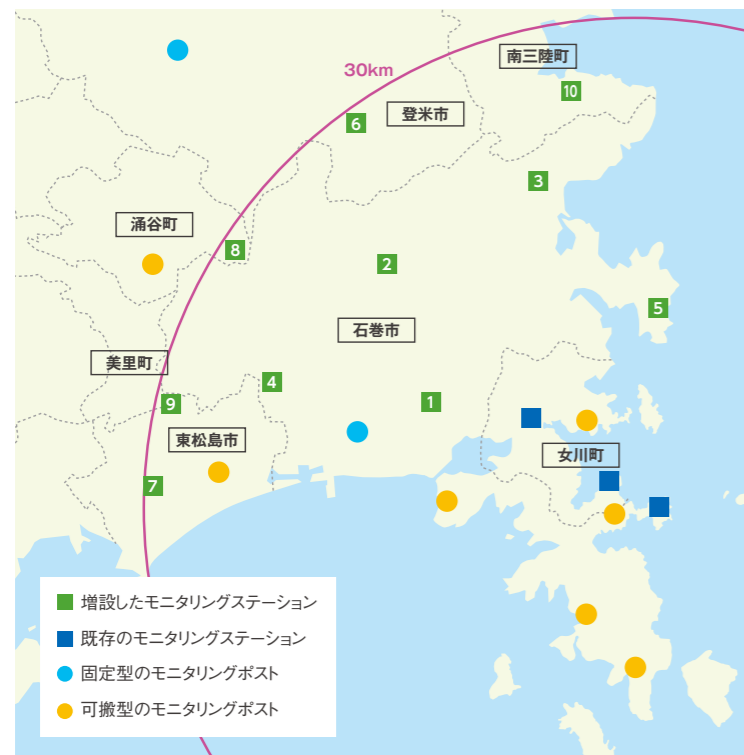 南三陸町
30km
10
登米市
6
3
涌谷町
8
2
5
石巻市
美里町
4
9
1
東松島市
女川町
7
増設したモニタリングステーション
既存のモニタリングステーション
固定型のモニタリングポスト
可搬型のモニタリングポスト